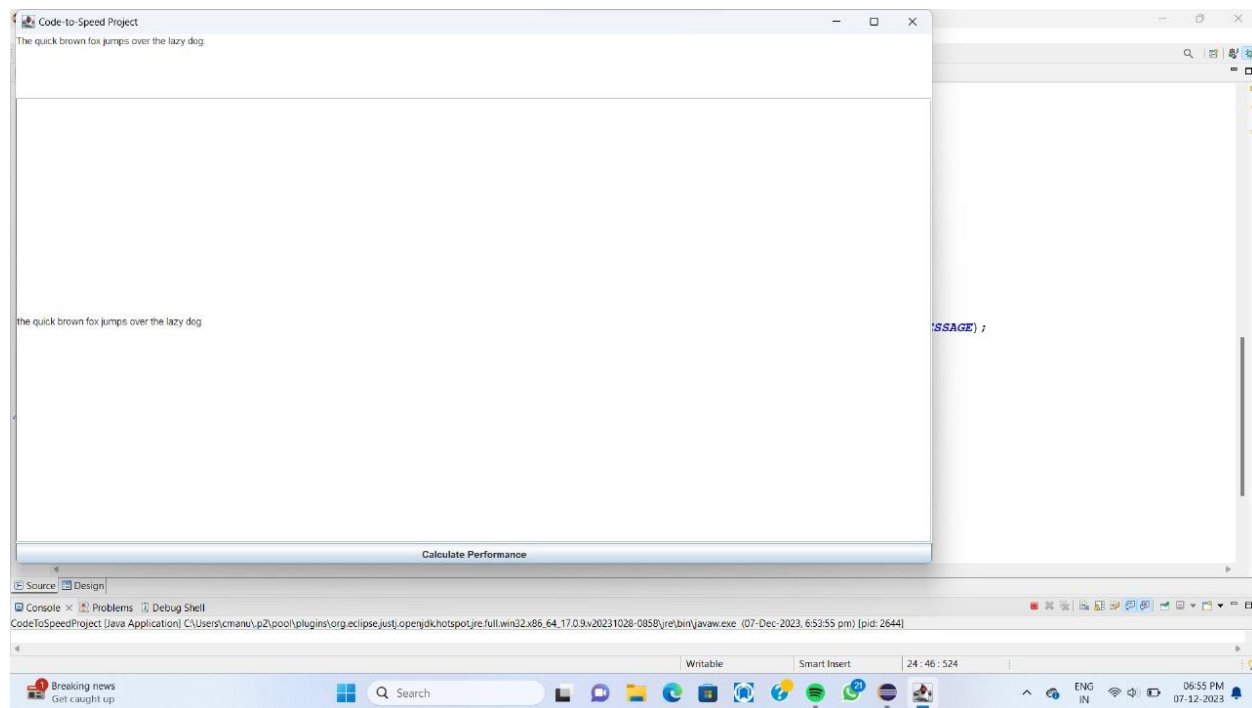 Code-to-Speed Project
The quick brown fox jumps over the lazy dog.
the quick brown fox jumps over the lazy dog
SSAGE);
Calculate Performance
Source Design
Console Problems Debug Shell
CodeToSpeedProject [Java Application] C:\Users\cmanu\.p2\pool\plugins\org.eclipse.justj.openjdk.hotspot.jre.full.win32.x86_64_17.0.9.v20231028-0858\jre\bin\javaw.exe (07-Dec-2023, 6:53:55 pm) [pid: 2644]
Writable Smart Insert 24 : 46 : 524
1 Breaking news
Get caught up
Search
21
ENG
IN
06:55 PM
07-12-2023